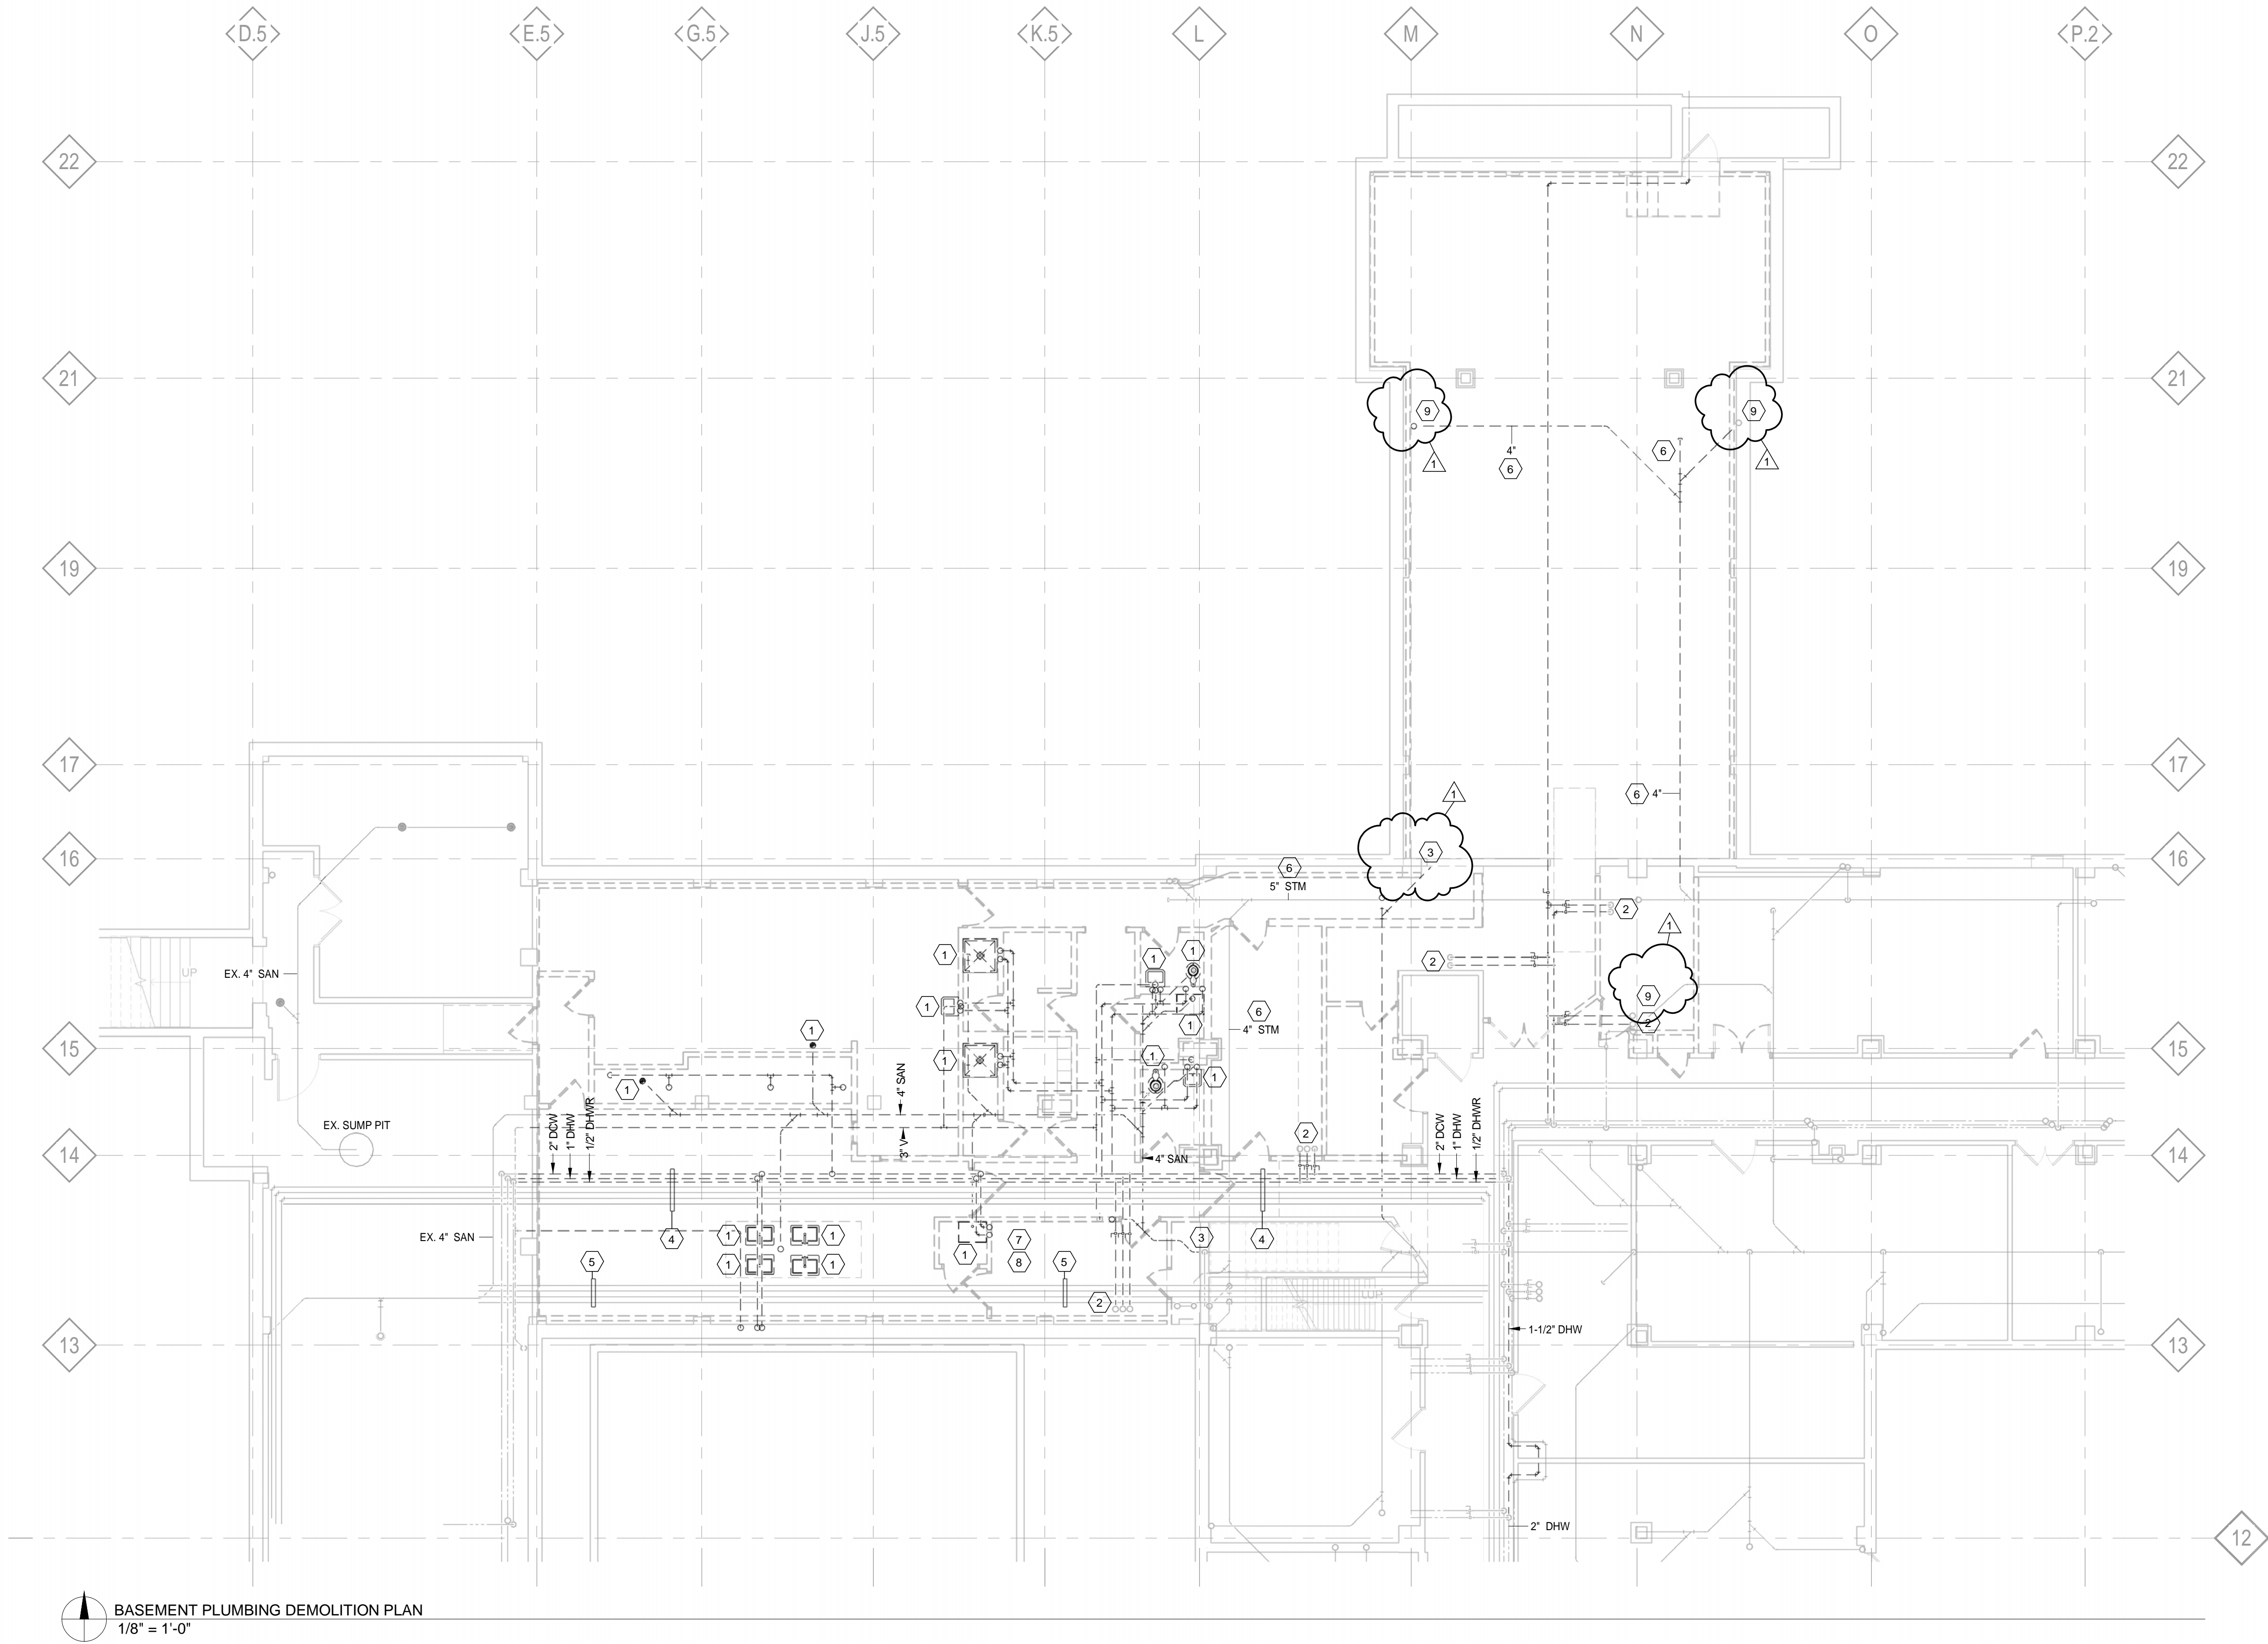 D.5
E.5
G.5
J.5
K.5
L
M
N
O
P.2
22
22
21
21
9
9
4"
6
6
1
1
19
19
17
17
1
6
4"
16
3
16
6
5" STM
2
1
1
1
1
2
9
UP
EX. 4" SAN
1
6
4" STM
1
2
15
1
1
1
1
15
1
4" SAN
EX. SUMP PIT
2" DCW
1" DHW
1/2" DHWR
3" V
2
2" DCW
1" DHW
1/2" DHWR
14
4" SAN
14
EX. 4" SAN
4
1
1
1
7
3
4
5
1
1
8
5
2
UP
1-1/2" DHW
13
13
2" DHW
12
BASEMENT PLUMBING DEMOLITION PLAN
1/8" = 1'-0"